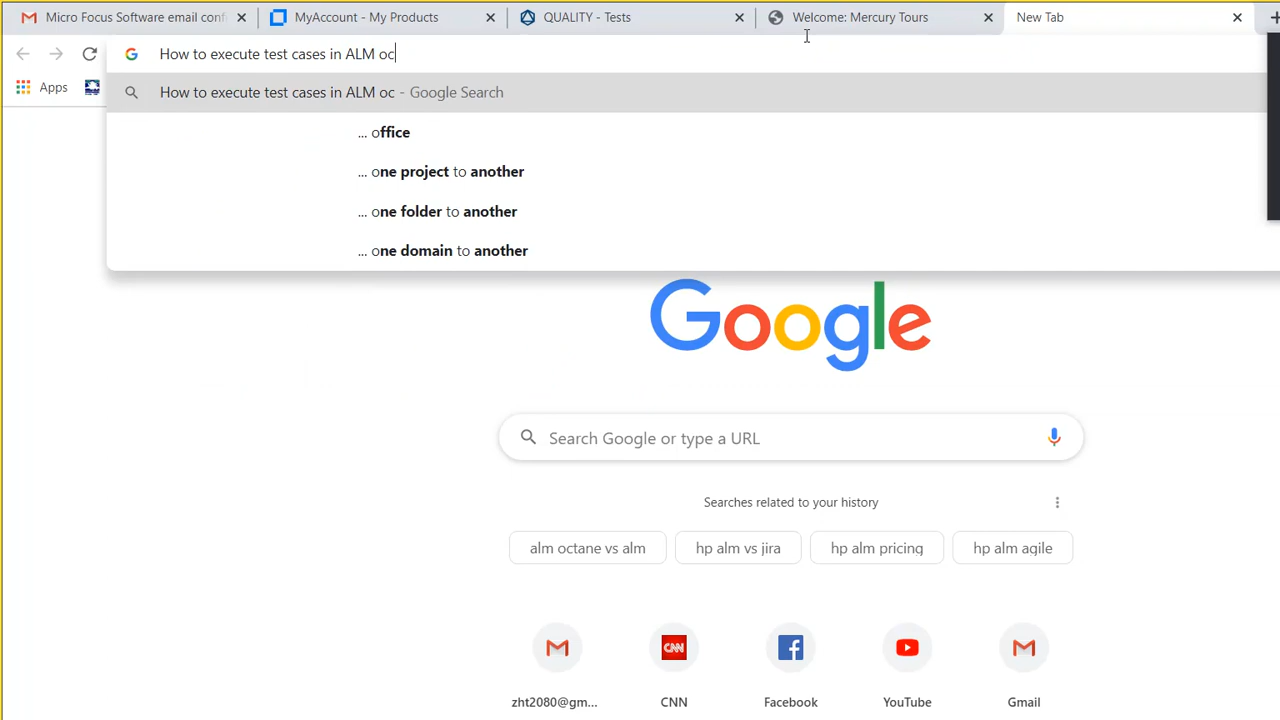 Micro Focus Software email conf
MyAccount - My Products
QUALITY - Tests
Welcome: Mercury Tours
New Tab
How to execute test cases in ALM oc
Apps
How to execute test cases in ALM oc - Google Search
... office
... one project to another
... one folder to another
... one domain to another
Google
Search Google or type a URL
Searches related to your history
alm octane vs alm
hp alm vs jira
hp alm pricing
hp alm agile
CNN
zht2080@gm...
CNN
Facebook
YouTube
Gmail